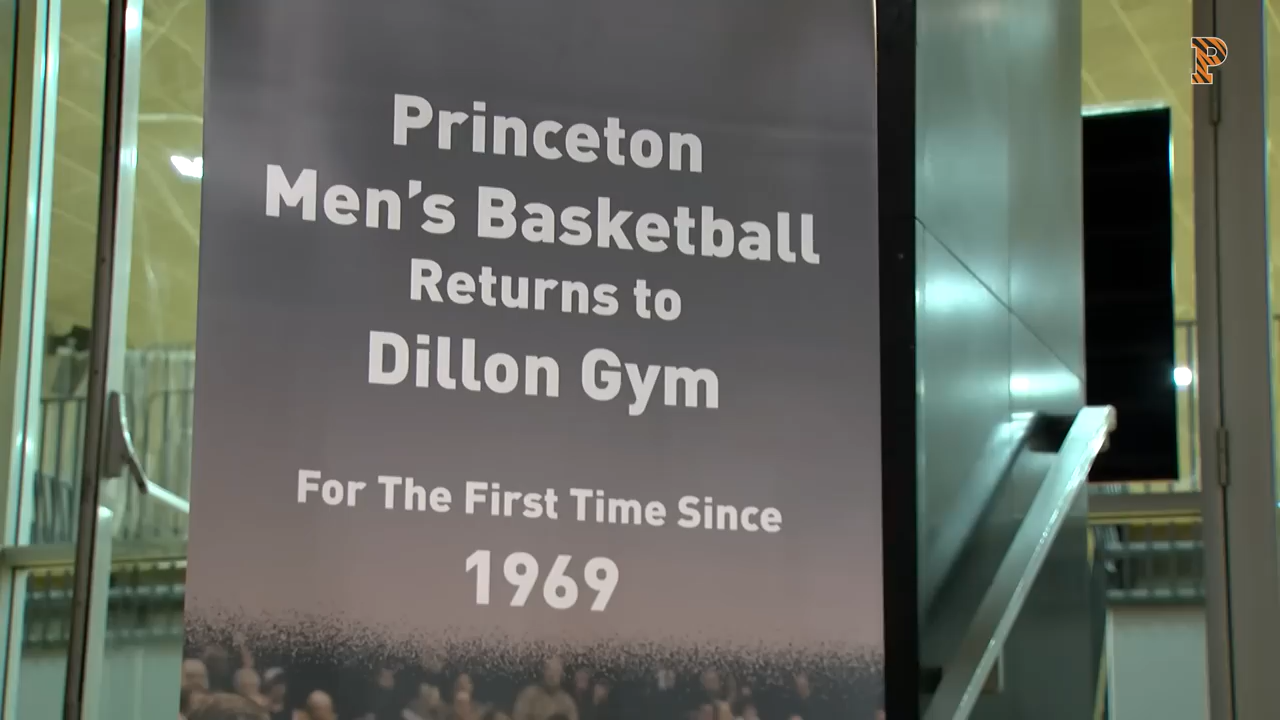 P
Princeton
Men's Basketball
Returns to
Dillon Gym
For The First Time Since
1969